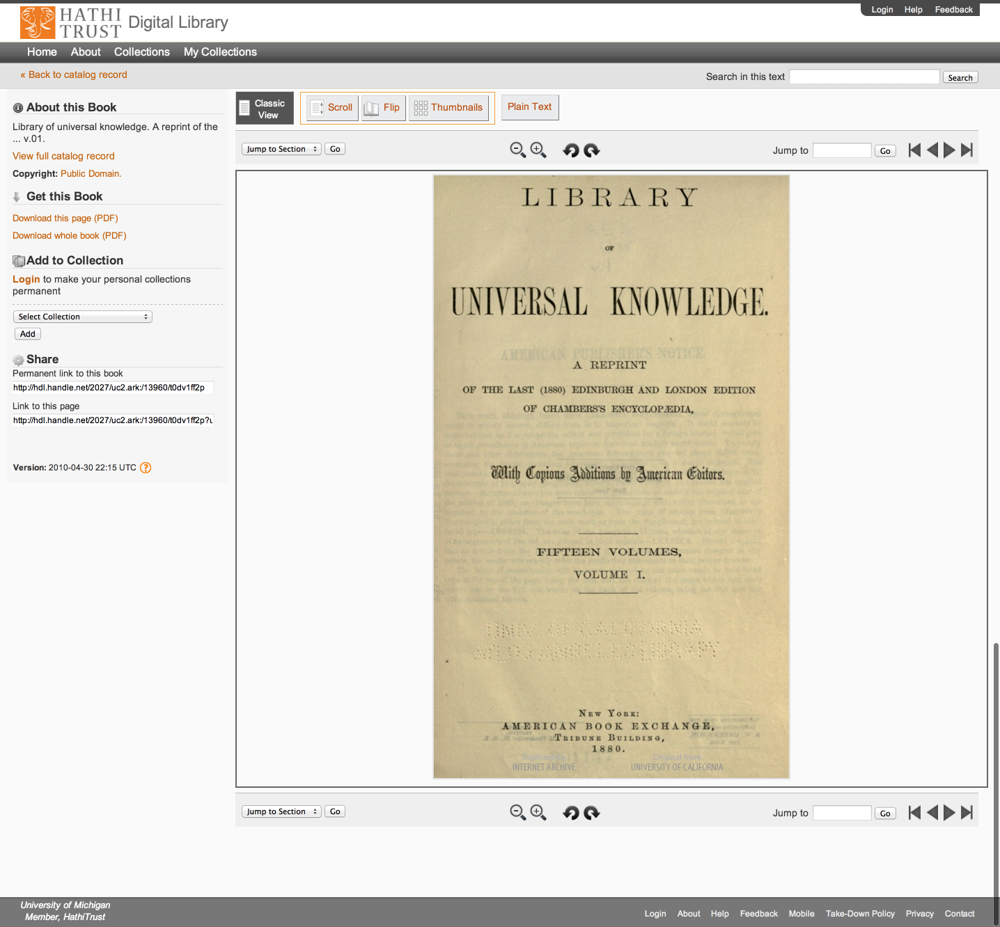 Login Help Feedback
HATHI
TRUST Digital Library
Home About Collections My Collections
« Back to catalog record
Search in this text Search
About this Book
Library of universal knowledge. A reprint of the
... v.01.
View full catalog record
Copyright: Public Domain.
Get this Book
Download this page (PDF)
Download whole book (PDF)
Add to Collection
Login to make your personal collections
permanent
Select Collection
Add
Share
Permanent link to this book
http://hdl.handle.net/2027/uc2.ark:/13960/t0dv1ff2p
Link to this page
http://hdl.handle.net/2027/uc2.ark:/13960/t0dv1ff2p?u
Version: 2010-04-30 22:15 UTC ?
Classic
View
Scroll Flip Thumbnails Plain Text
Jump to Section Go Jump to Go
LIBRARY
OF
UNIVERSAL KNOWLEDGE.
A REPRINT
OF THE LAST (1880) EDINBURGH AND LONDON EDITION
OF CHAMBERS'S ENCYCLOPÆDIA,
With Copious Additions by American Editors.
FIFTEEN VOLUMES,
VOLUME I.
UNIV. OF CALIFORNIA
AT LOS ANGELES LIBRARY
NEW YORK:
AMERICAN BOOK EXCHANGE,
TRIBUNE BUILDING,
1880.
Digitized by Original from
INTERNET ARCHIVE UNIVERSITY OF CALIFORNIA
Jump to Section Go Jump to Go
University of Michigan
Member, HathiTrust
Login About Help Feedback Mobile Take-Down Policy Privacy Contact